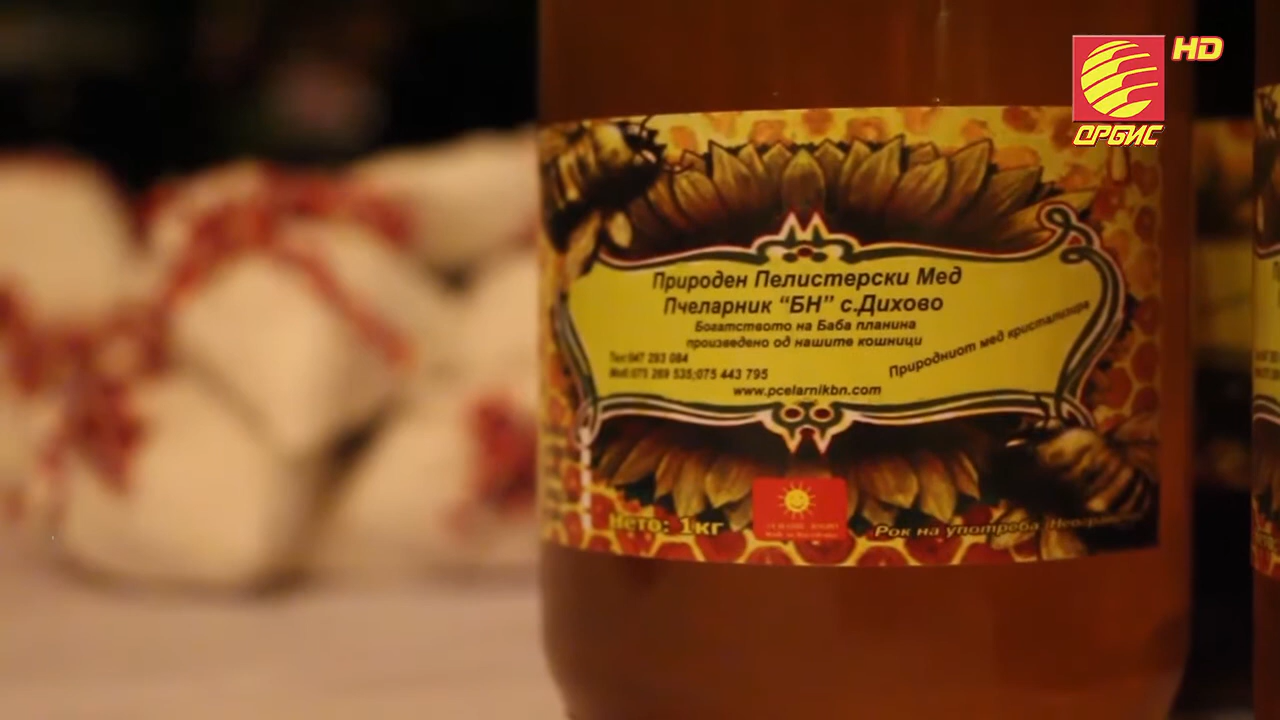 HD
ОРБИС
Природен Пелистерски Мед
Пчеларник “БН” с.Дихово
Богатството на Баба планина
произведено од нашите кошници
Природниот мед кристализира
Тел:047 293 084
Моб:075 269 535;075 443 795
www.pcelarnikbn.com
Нето: 1кг
Рок на употреба